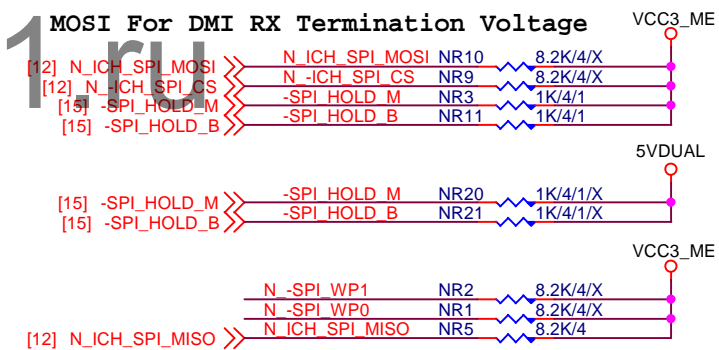 MOSI For DMI RX Termination Voltage
VCC3_ME
1.ru
[12] N_ICH_SPI_MOSI N_ICH_SPI_MOSI NR10 8.2K/4/X
[12] N_-ICH_SPI_CS N_-ICH_SPI_CS NR9 8.2K/4/X
[15] -SPI_HOLD_M -SPI_HOLD_M NR3 1K/4/1
[15] -SPI_HOLD_B -SPI_HOLD_B NR11 1K/4/1
5VDUAL
[15] -SPI_HOLD_M -SPI_HOLD_M NR20 1K/4/1/X
[15] -SPI_HOLD_B -SPI_HOLD_B NR21 1K/4/1/X
VCC3_ME
N_-SPI_WP1 NR2 8.2K/4/X
N_-SPI_WP0 NR1 8.2K/4/X
[12] N_ICH_SPI_MISO N_ICH_SPI_MISO NR5 8.2K/4